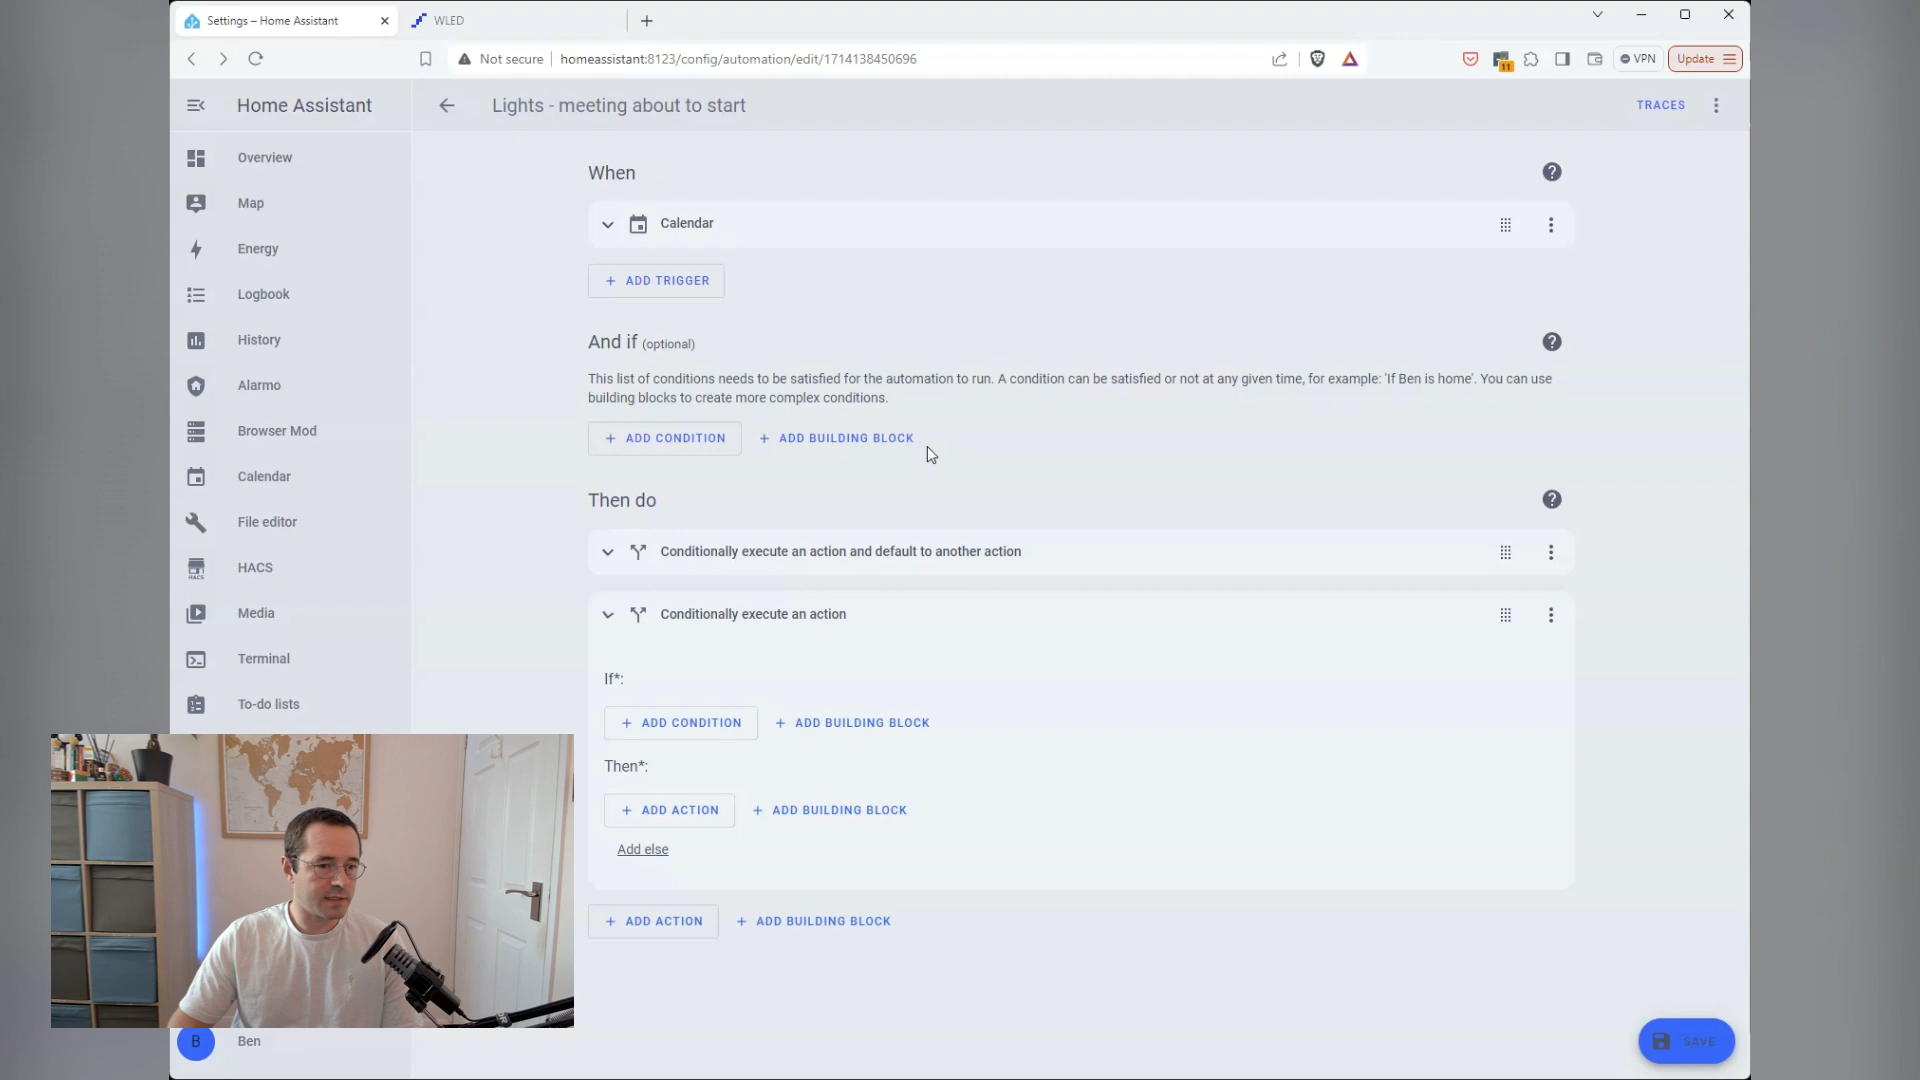 Settings – Home Assistant
WLED
Not secure
homeassistant:8123/config/automation/edit/1714138450696
11
VPN
Update
Home Assistant
Lights - meeting about to start
TRACES
Overview
Map
Energy
Logbook
History
Alarmo
Browser Mod
Calendar
File editor
HACS
HACS
Media
Terminal
To-do lists
B
Ben
When
Calendar
ADD TRIGGER
And if (optional)
This list of conditions needs to be satisfied for the automation to run. A condition can be satisfied or not at any given time, for example: 'If Ben is home'. You can use
building blocks to create more complex conditions.
ADD CONDITION
ADD BUILDING BLOCK
Then do
Conditionally execute an action and default to another action
Conditionally execute an action
If*:
ADD CONDITION
ADD BUILDING BLOCK
Then*:
ADD ACTION
ADD BUILDING BLOCK
Add else
ADD ACTION
ADD BUILDING BLOCK
SAVE